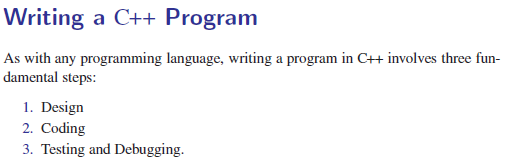 Writing a C++ Program
As with any programming language, writing a program in C++ involves three fun-
damental steps:
1. Design
2. Coding
3. Testing and Debugging.